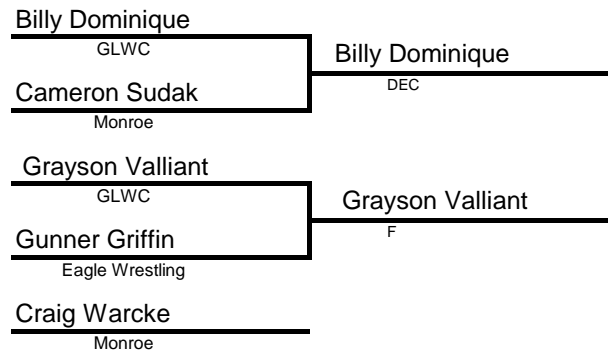 Billy Dominique
GLWC
Billy Dominique
DEC
Cameron Sudak
Monroe
Grayson Valliant
GLWC
Grayson Valliant
F
Gunner Griffin
Eagle Wrestling
Craig Warcke
Monroe